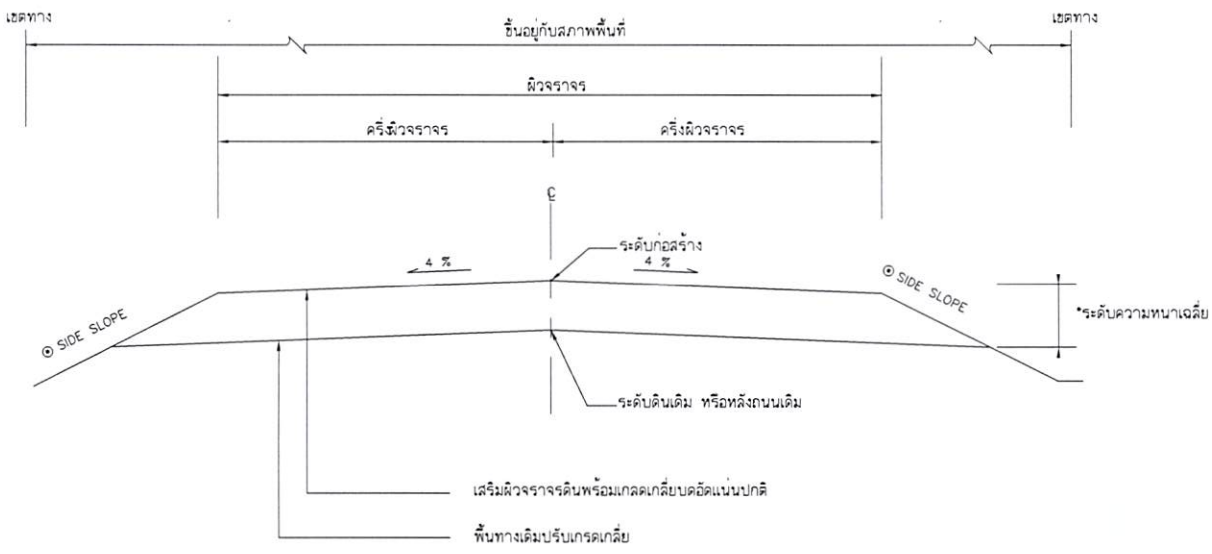 เขตทาง
เขตทาง
ขึ้นอยู่กับสภาพพื้นที่
ผิวจราจร
ครึ่งผิวจราจร
ครึ่งผิวจราจร
℄
ระดับก่อสร้าง
4 %
4 %
⊙ SIDE SLOPE
⊙ SIDE SLOPE
*ระดับความหนาเฉลี่ย
ระดับดินเดิม หรือหลังถนนเดิม
เสริมผิวจราจรดินพร้อมเกลดเกลี่ยบดอัดแน่นปกติ
พื้นทางเดิมปรับเกรดเกลี่ย